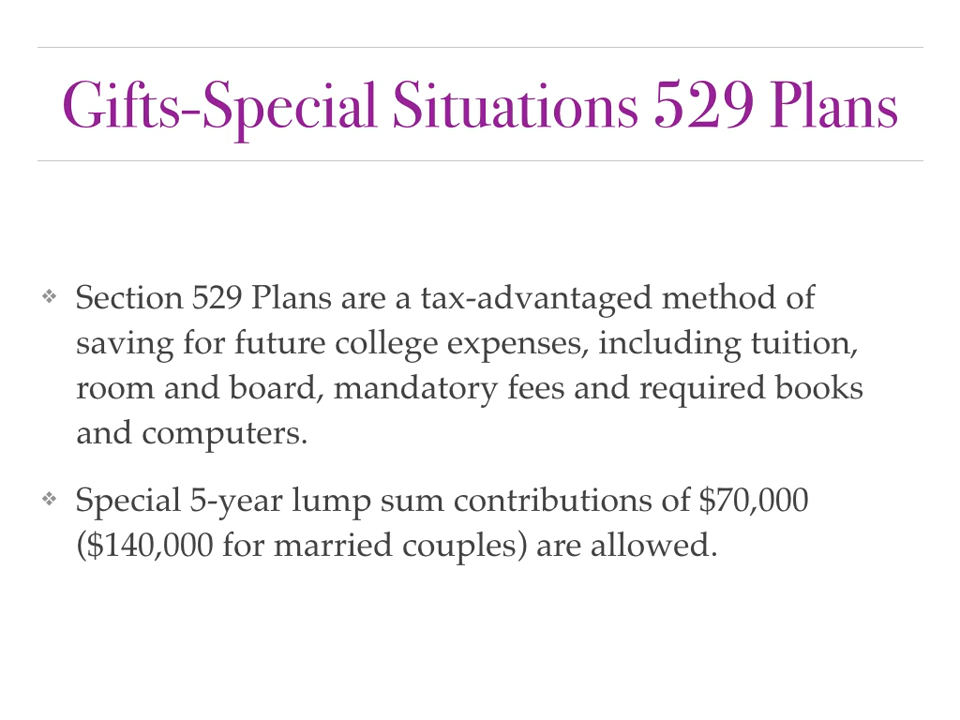 Gifts-Special Situations 529 Plans
❖ Section 529 Plans are a tax-advantaged method of
saving for future college expenses, including tuition,
room and board, mandatory fees and required books
and computers.
❖ Special 5-year lump sum contributions of $70,000
($140,000 for married couples) are allowed.